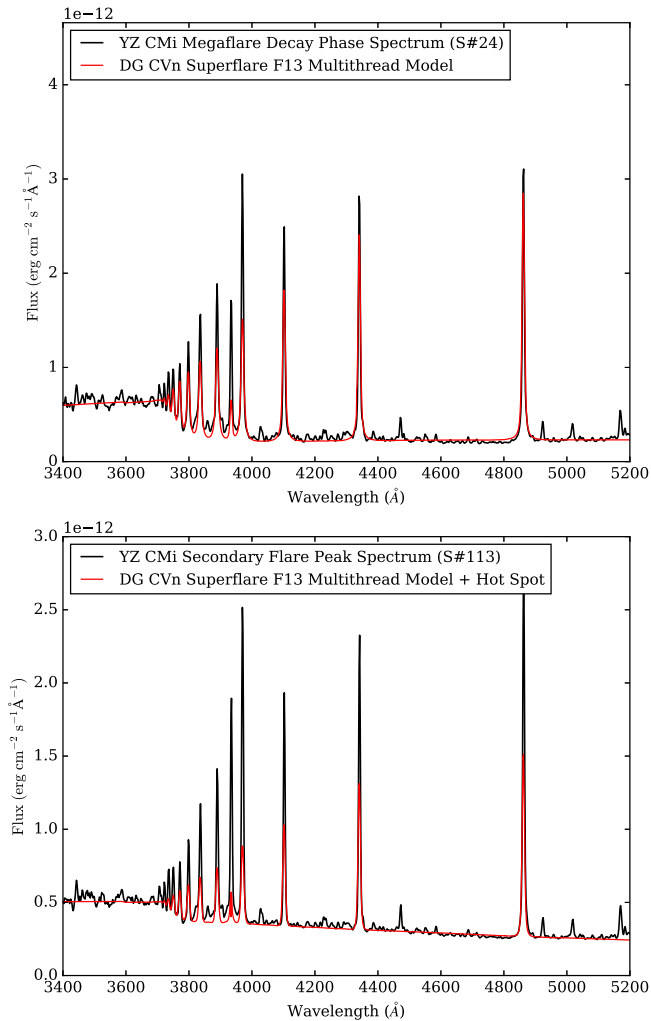 1e−12
YZ CMi Megaflare Decay Phase Spectrum (S#24)
DG CVn Superflare F13 Multithread Model
4
3
2
1
0
Flux (erg cm−2 s−1Å−1)
3400 3600 3800 4000 4200 4400 4600 4800 5000 5200
Wavelength (Å)
1e−12
3.0
YZ CMi Secondary Flare Peak Spectrum (S#113)
DG CVn Superflare F13 Multithread Model + Hot Spot
2.5
2.0
1.5
1.0
0.5
0.0
Flux (erg cm−2 s−1Å−1)
3400 3600 3800 4000 4200 4400 4600 4800 5000 5200
Wavelength (Å)